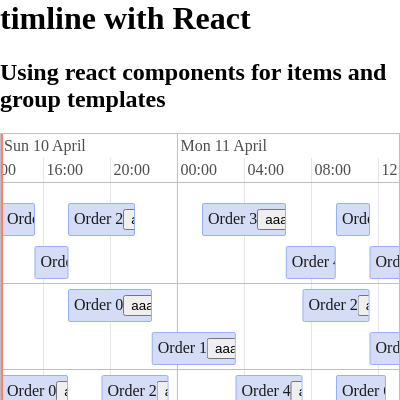 timline with React
Using react components for items and
group templates
Sun 10 April Mon 11 April
00 16:00 20:00 00:00 04:00 08:00 12
Orde Order 2 a Order 3 aaa Orde
Orde Order 4 Ord
Order 0 aaa Order 2 a
Order 1 aaa Ord
Order 0 a Order 2 a Order 4 a Order